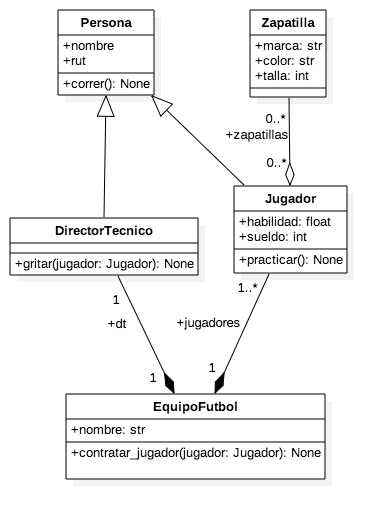 Persona
+nombre
+rut
+correr(): None
Zapatilla
+marca: str
+color: str
+talla: int
0..*
+zapatillas
0..*
Jugador
+habilidad: float
+sueldo: int
+practicar(): None
DirectorTecnico
+gritar(jugador: Jugador): None
1
+dt
1
1..*
+jugadores
1
EquipoFutbol
+nombre: str
+contratar_jugador(jugador: Jugador): None